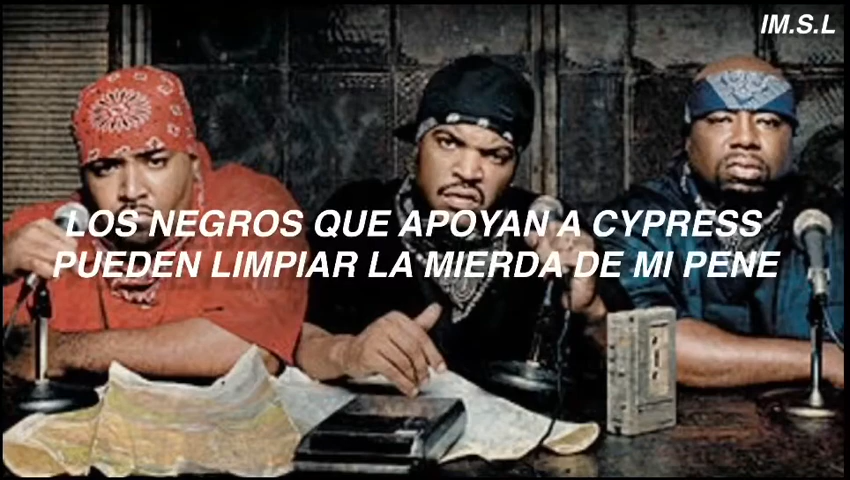 IM.S.L
LOS NEGROS QUE APOYAN A CYPRESS
PUEDEN LIMPIAR LA MIERDA DE MI PENE